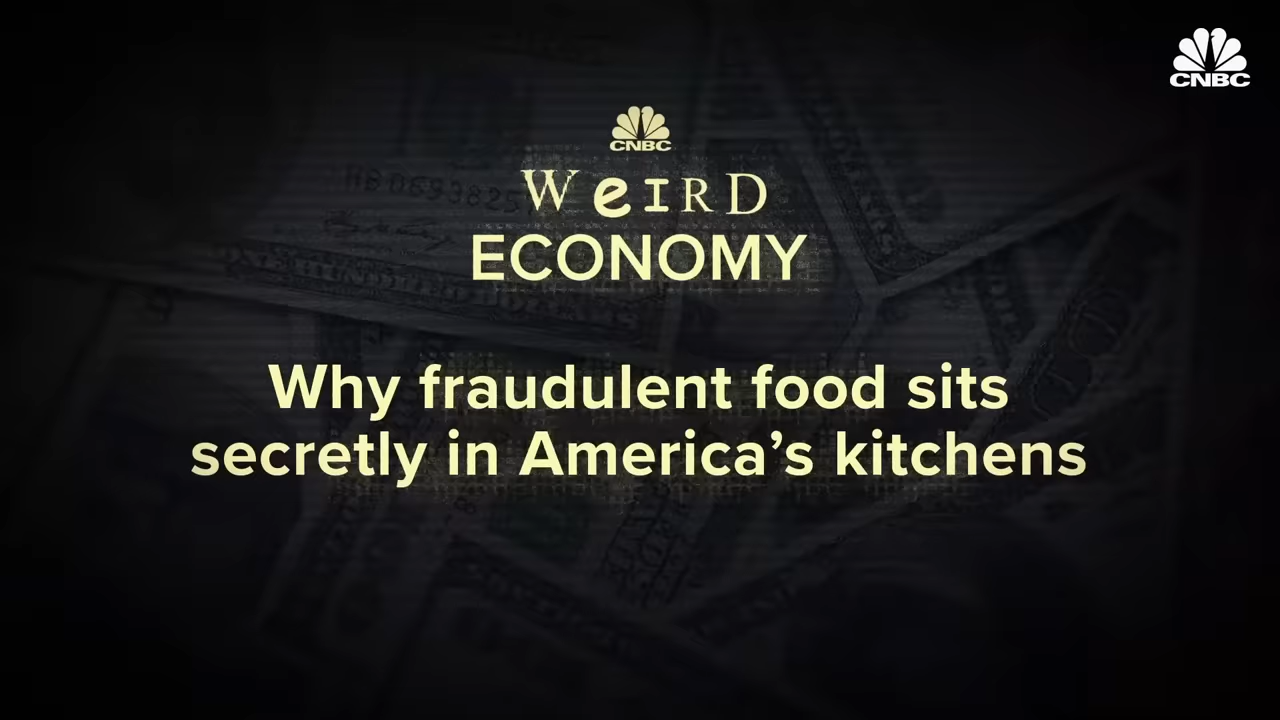 CNBC
CNBC
WeIRD
ECONOMY
Why fraudulent food sits
secretly in America’s kitchens